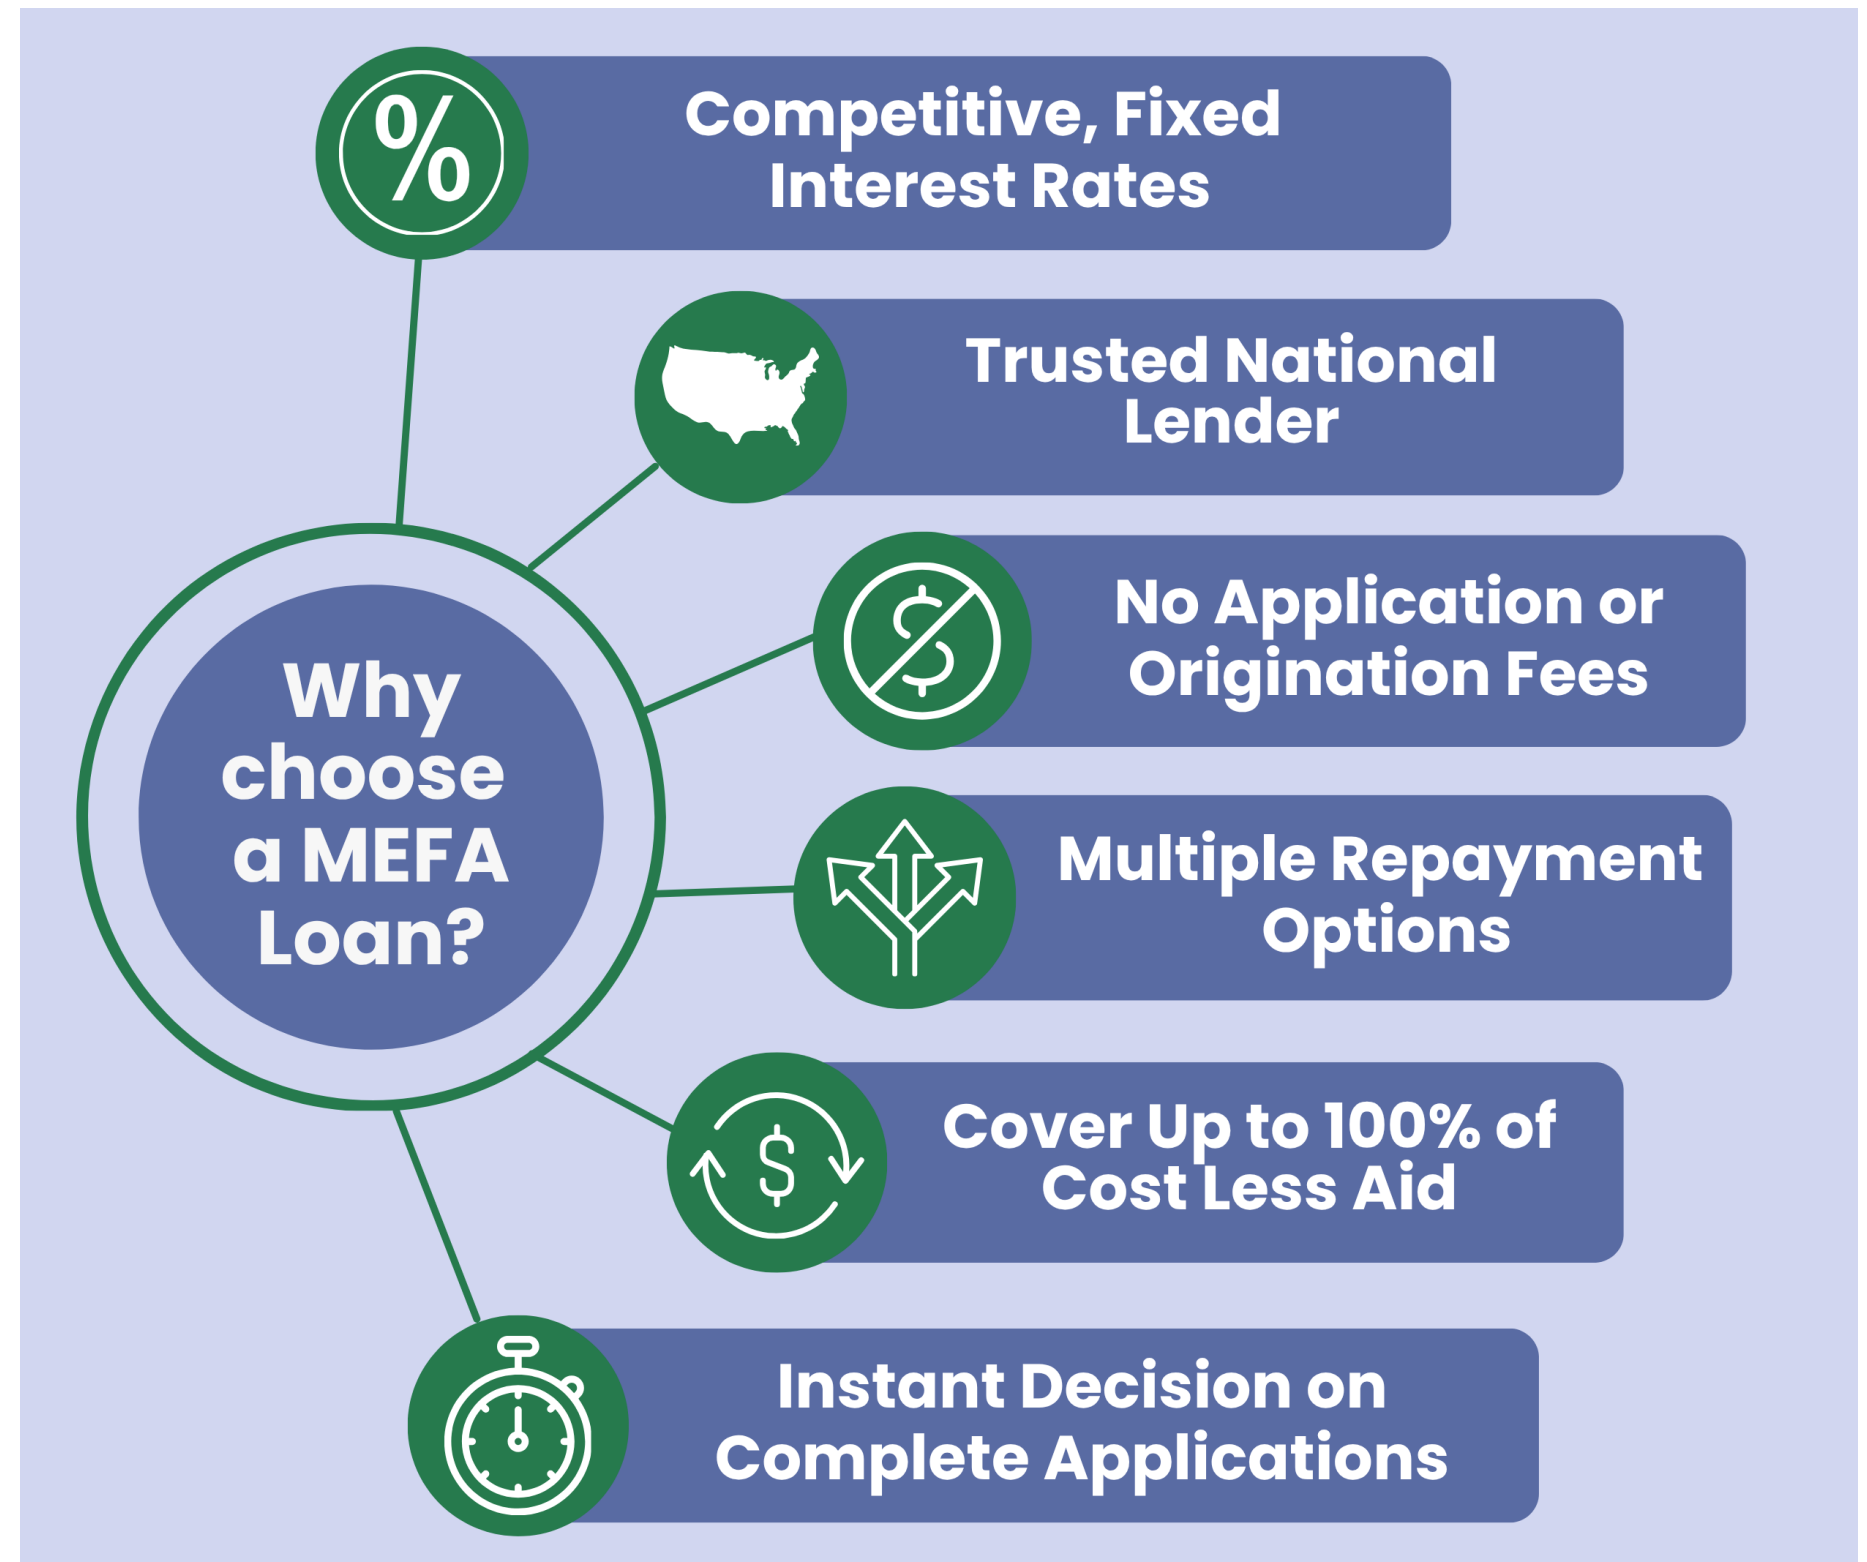 Competitive, Fixed
Interest Rates
Trusted National
Lender
No Application or
Origination Fees
Why
choose
a MEFA
Loan?
Multiple Repayment
Options
Cover Up to 100% of
Cost Less Aid
Instant Decision on
Complete Applications
%
$
$